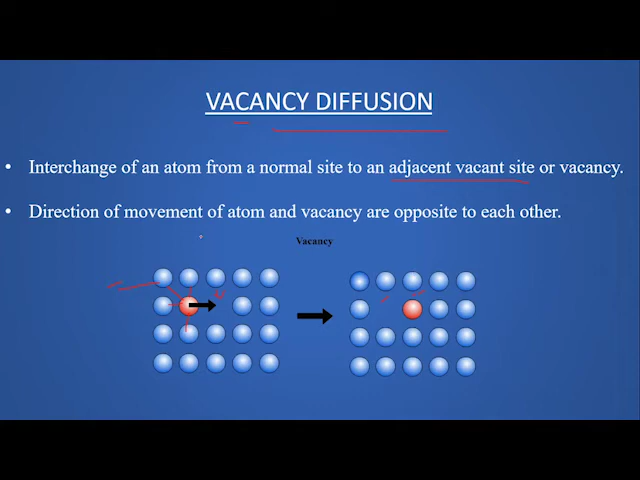 VACANCY DIFFUSION
• Interchange of an atom from a normal site to an adjacent vacant site or vacancy.
• Direction of movement of atom and vacancy are opposite to each other.
Vacancy